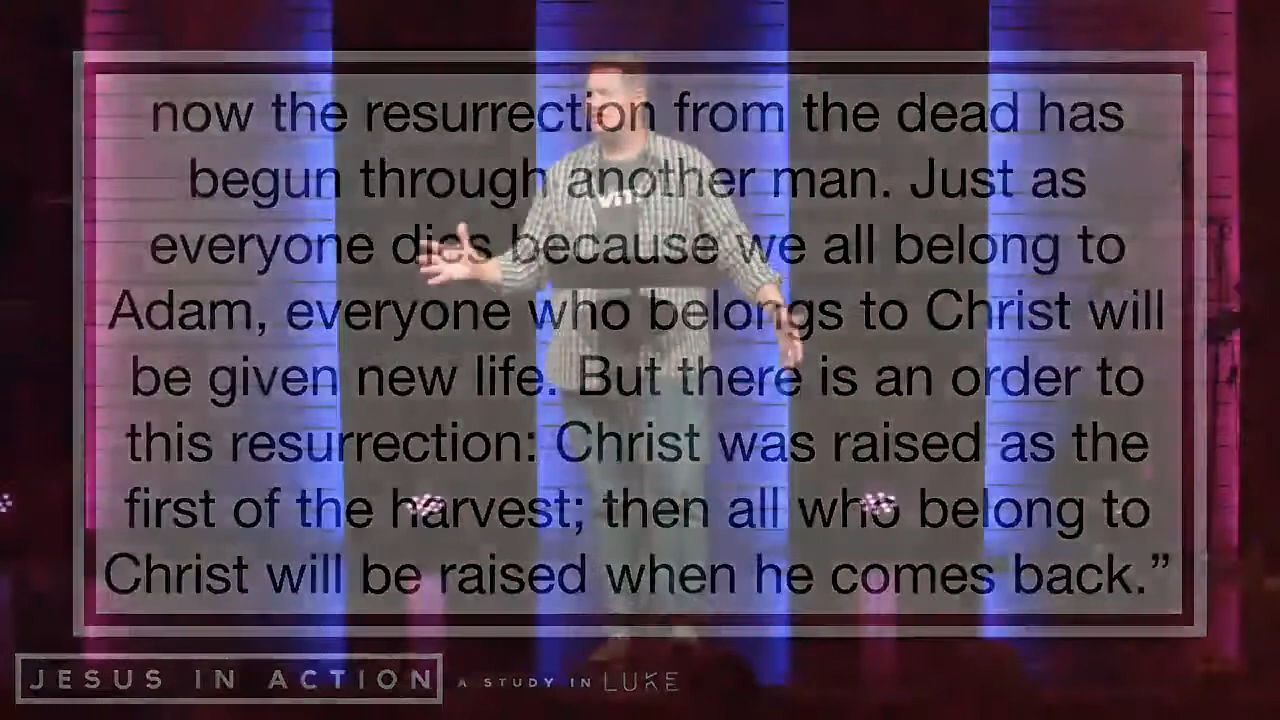 now the resurrection from the dead has
begun through another man. Just as
everyone dies because we all belong to
Adam, everyone who belongs to Christ will
be given new life. But there is an order to
this resurrection: Christ was raised as the
first of the harvest; then all who belong to
Christ will be raised when he comes back.”
JESUS IN ACTION A STUDY IN LUKE